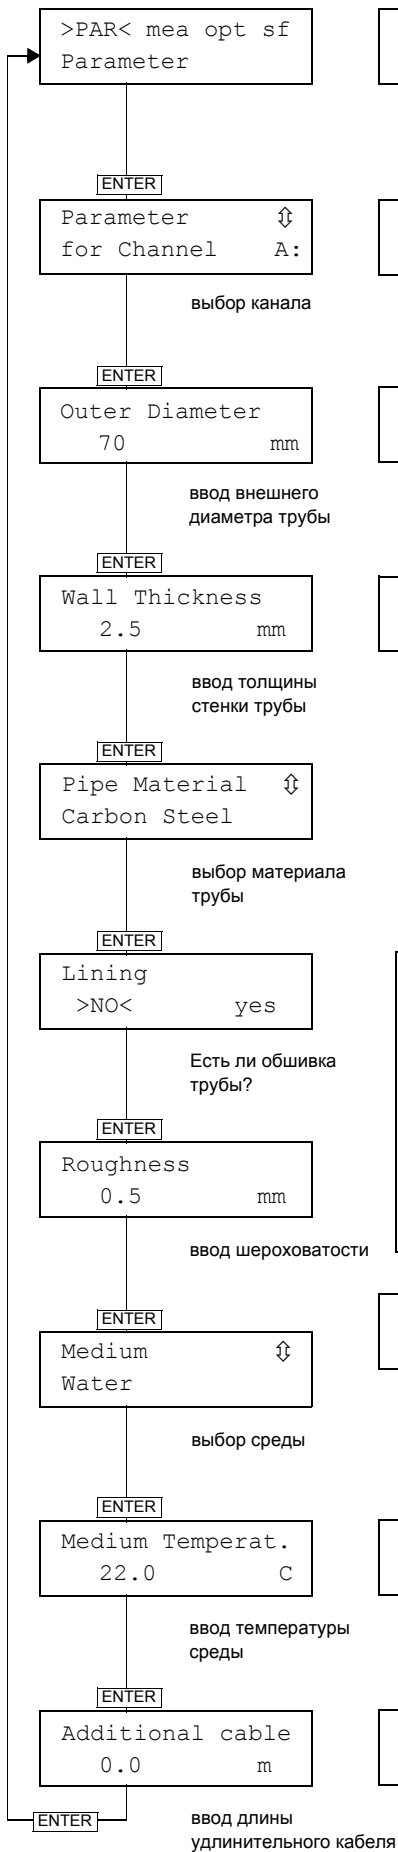 >PAR< mea opt sf
Parameter
ENTER
Parameter ⇕
for Channel A:
выбор канала
ENTER
Outer Diameter
70 mm
ввод внешнего
диаметра трубы
ENTER
Wall Thickness
2.5 mm
ввод толщины
стенки трубы
ENTER
Pipe Material ⇕
Carbon Steel
выбор материала
трубы
ENTER
Lining
>NO< yes
Есть ли обшивка
трубы?
ENTER
Roughness
0.5 mm
ввод шероховатости
ENTER
Medium ⇕
Water
выбор среды
ENTER
Medium Temperat.
22.0 C
ввод температуры
среды
ENTER
Additional cable
0.0 m
ENTER
ввод длины
удлинительного кабеля